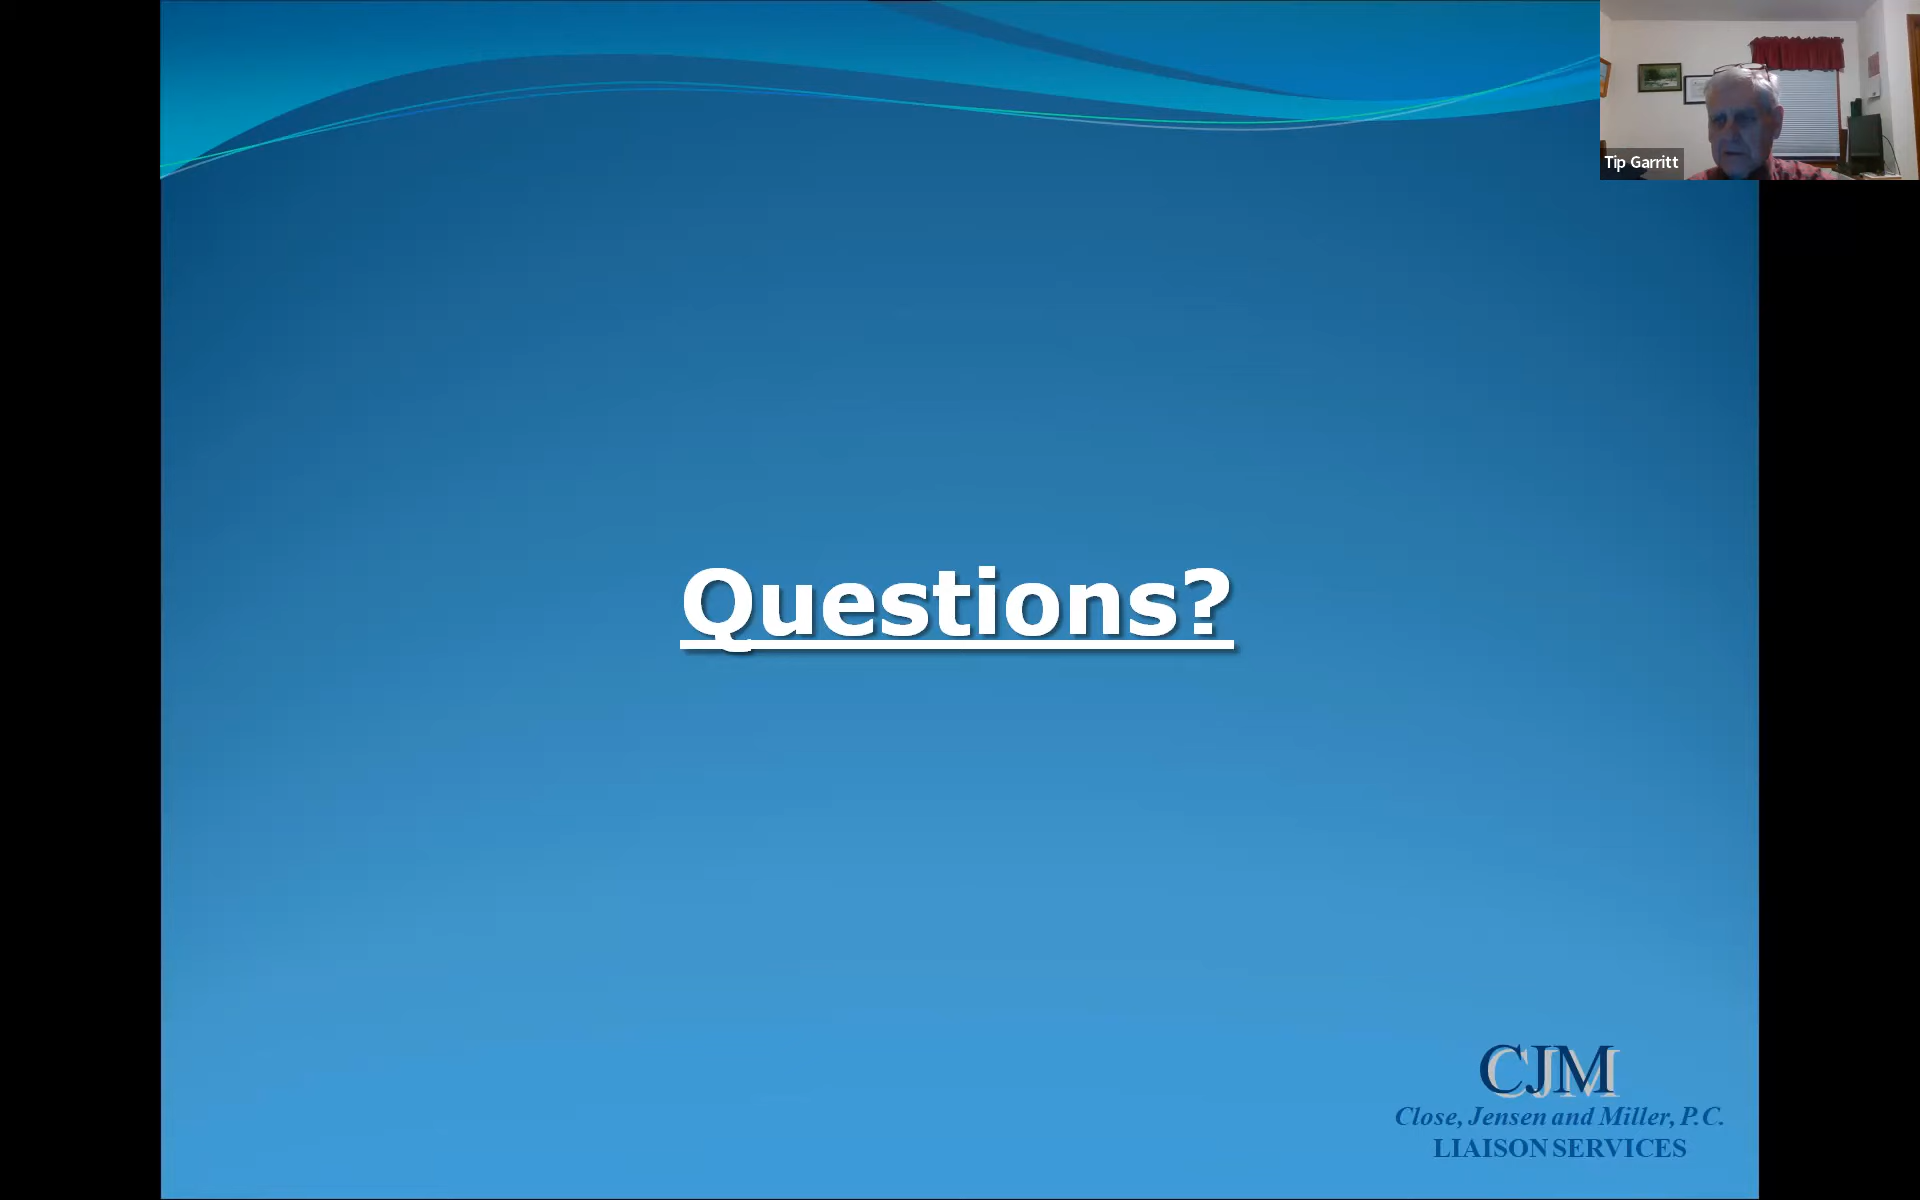 Tip Garritt
Questions?
CJM
Close, Jensen and Miller, P.C.
LIAISON SERVICES